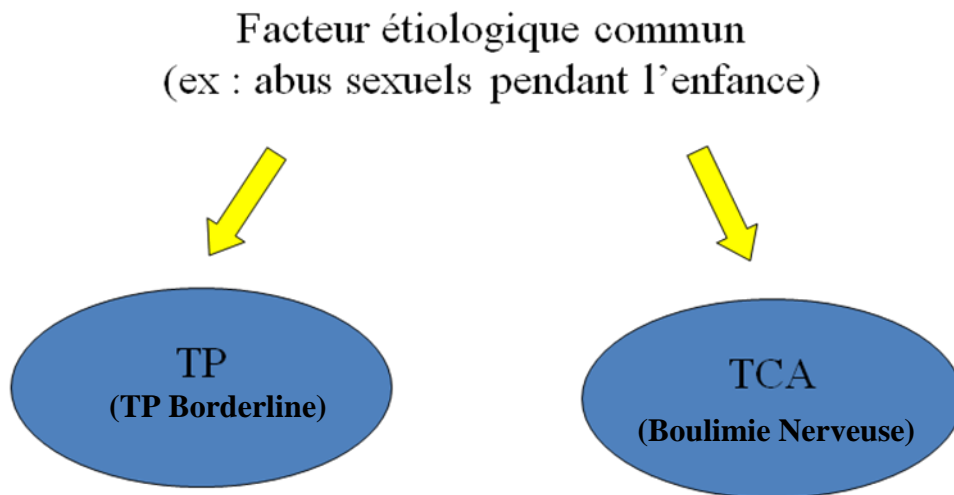 Facteur étiologique commun
(ex : abus sexuels pendant l’enfance)
TP
(TP Borderline)
TCA
(Boulimie Nerveuse)